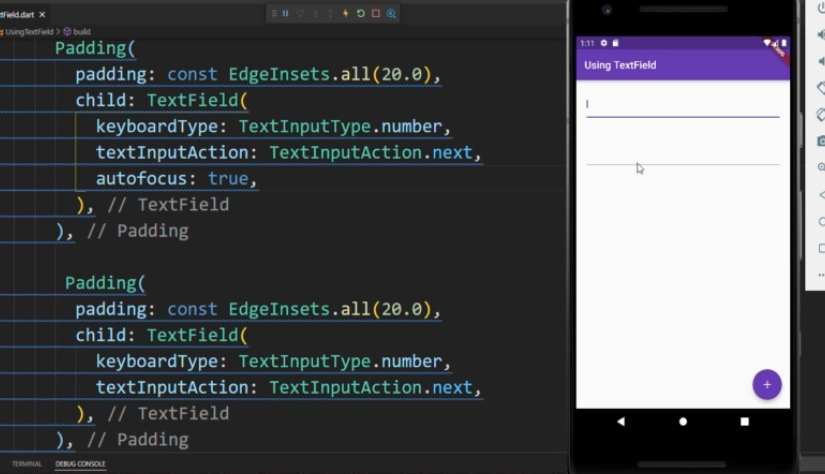 tField.dart
UsingTextField > build
Padding(
padding: const EdgeInsets.all(20.0),
child: TextField(
keyboardType: TextInputType.number,
textInputAction: TextInputAction.next,
autofocus: true,
), // TextField
), // Padding
Padding(
padding: const EdgeInsets.all(20.0),
child: TextField(
keyboardType: TextInputType.number,
textInputAction: TextInputAction.next,
), // TextField
), // Padding
TERMINAL DEBUG CONSOLE
1:11
Using TextField